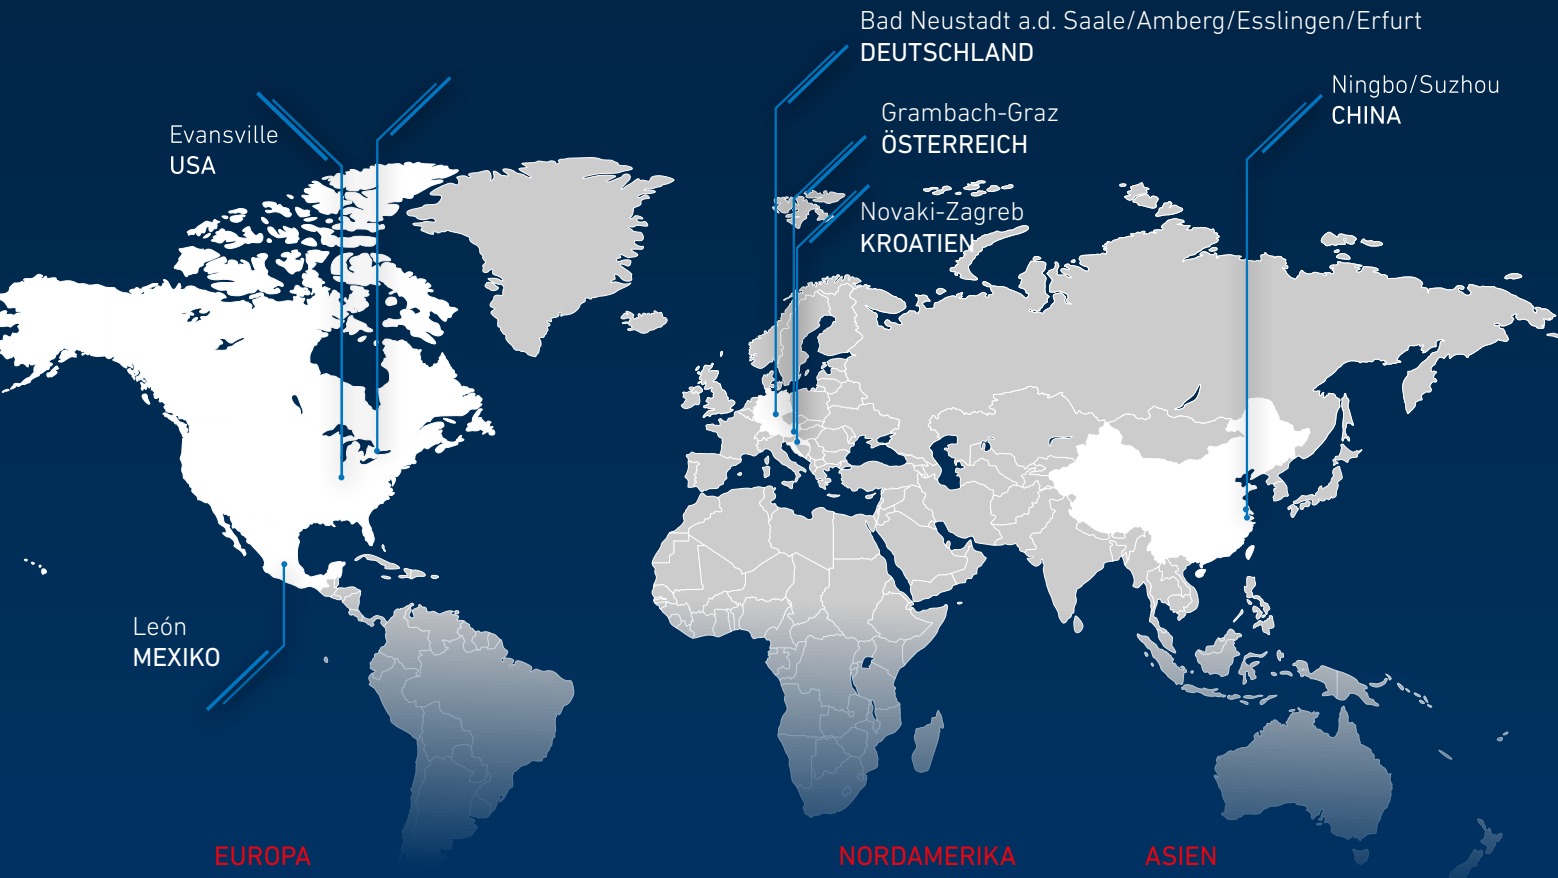 Bad Neustadt a.d. Saale/Amberg/Esslingen/Erfurt
DEUTSCHLAND
Ningbo/Suzhou
CHINA
Grambach-Graz
ÖSTERREICH
Evansville
USA
Novaki-Zagreb
KROATIEN
León
MEXIKO
EUROPA
NORDAMERIKA
ASIEN